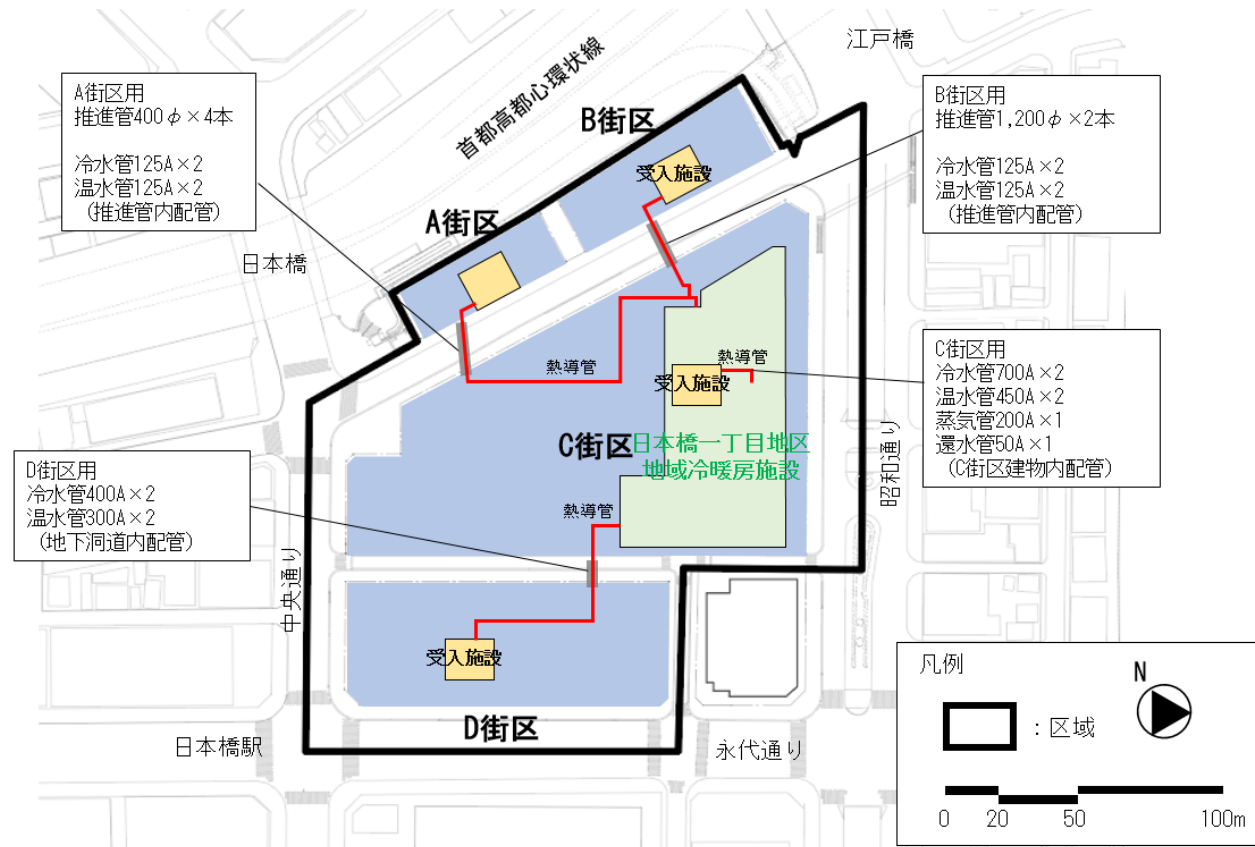 江戸橋
首都高都心環状線
A街区用
推進管400φ×4本
冷水管125A×2
温水管125A×2
(推進管内配管)
B街区用
推進管1,200φ×2本
冷水管125A×2
温水管125A×2
(推進管内配管)
B街区
受入施設
A街区
日本橋
熱導管
熱導管
受入施設
C街区用
冷水管700A×2
温水管450A×2
蒸気管200A×1
還水管50A×1
(C街区建物内配管)
C街区
日本橋一丁目地区
地域冷暖房施設
昭和通り
D街区用
冷水管400A×2
温水管300A×2
(地下洞道内配管)
熱導管
中央通り
受入施設
D街区
日本橋駅
永代通り
凡例
N
:区域
0 20 50 100m